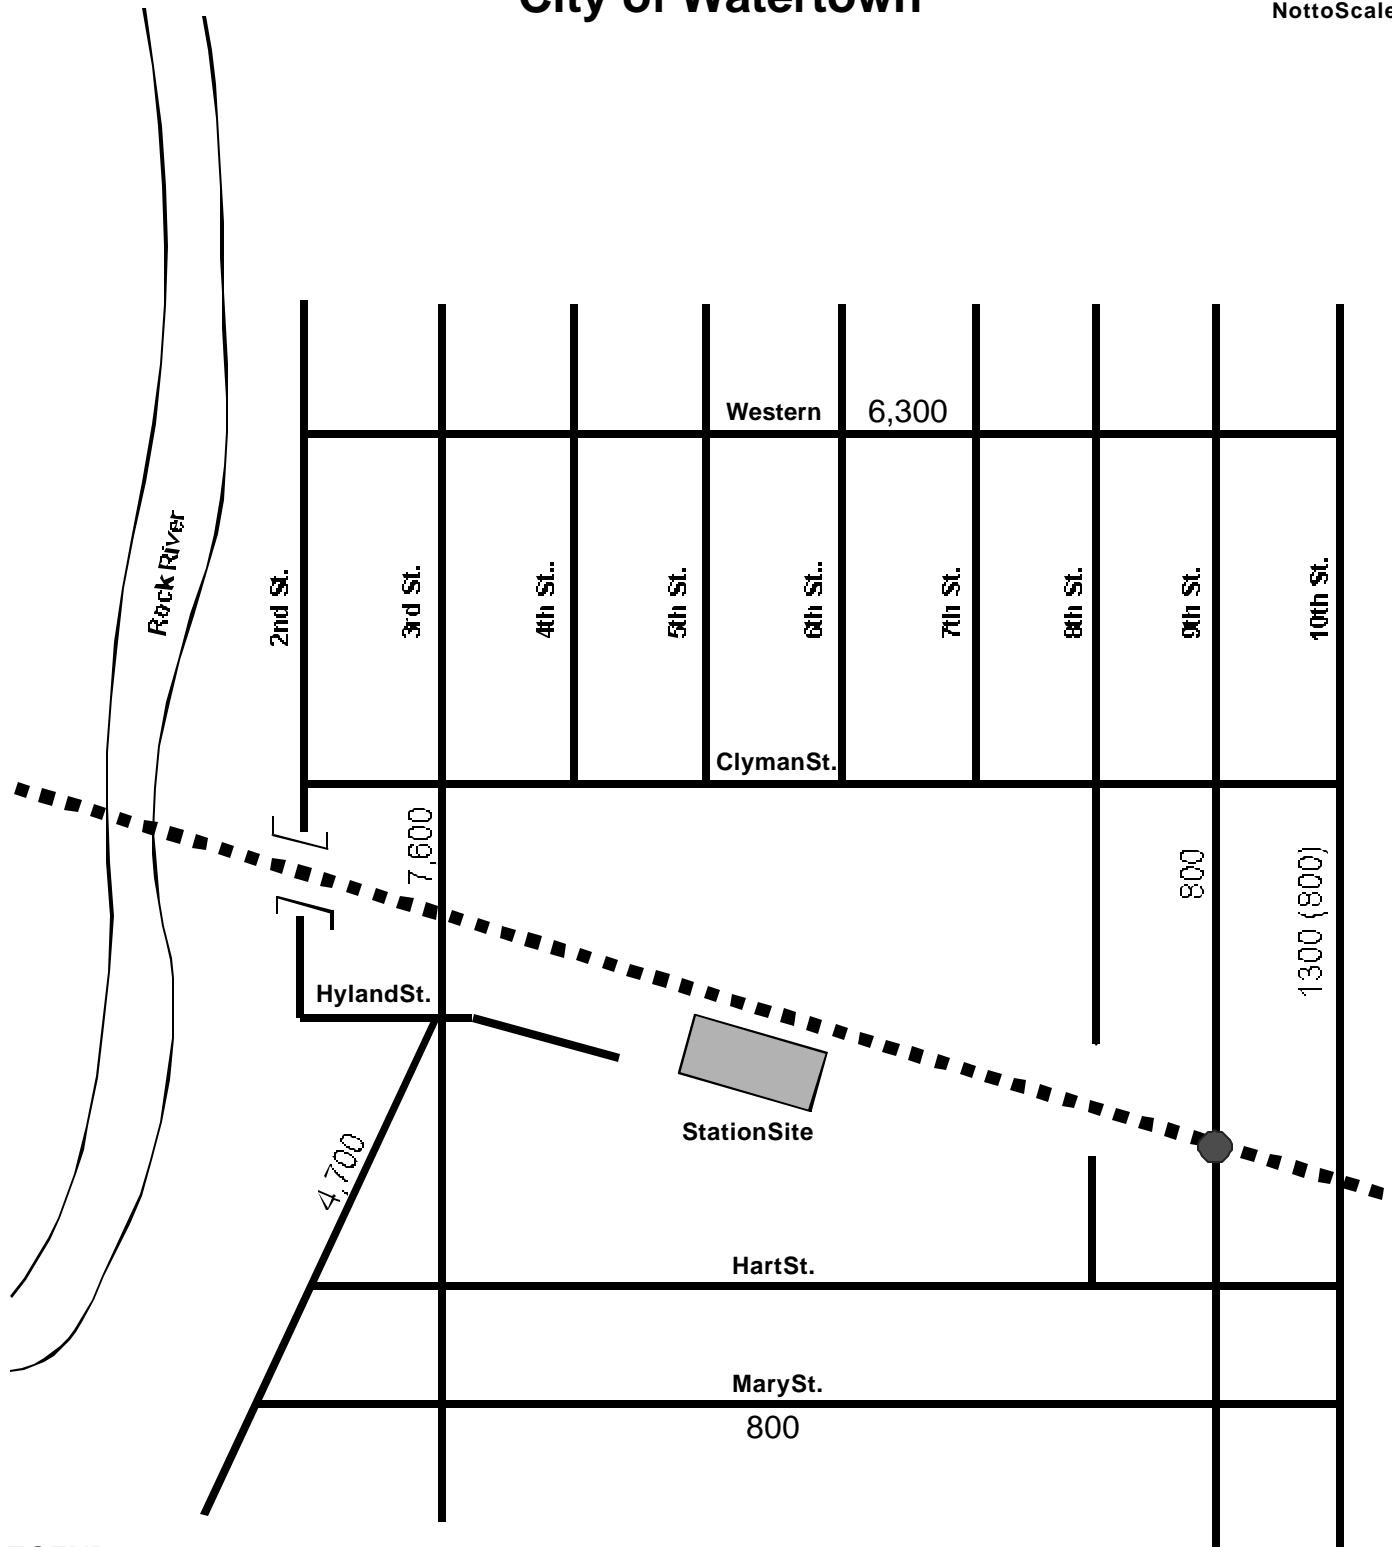 City of Watertown
NottoScale
Western 6,300
Rock River
2nd St.
3rd St.
4th St..
5th St.
6th St..
7th St.
8th St.
9th St.
10th St.
ClymanSt.
7,600
800
1300 (800)
HylandSt.
StationSite
4,700
HartSt.
MarySt.
800